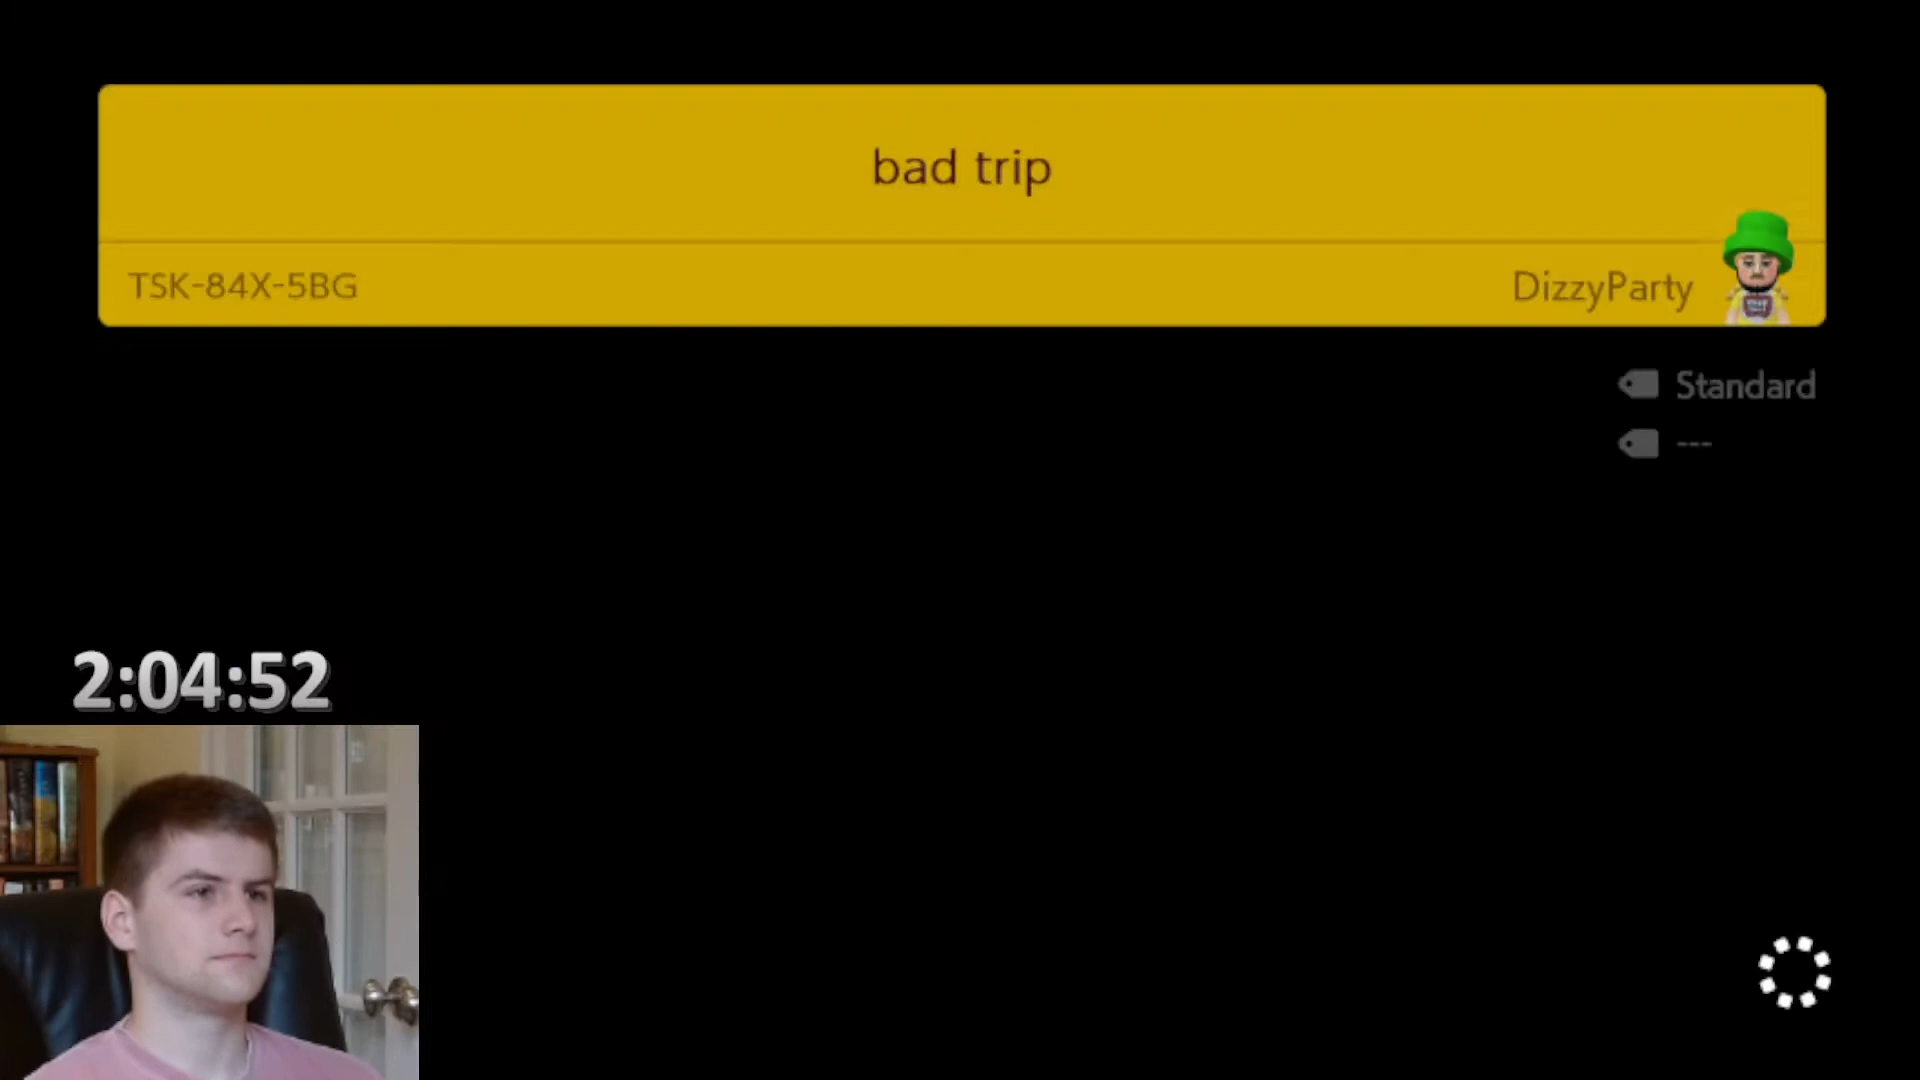 bad trip
TSK-84X-5BG
DizzyParty
Standard
---
2:04:52